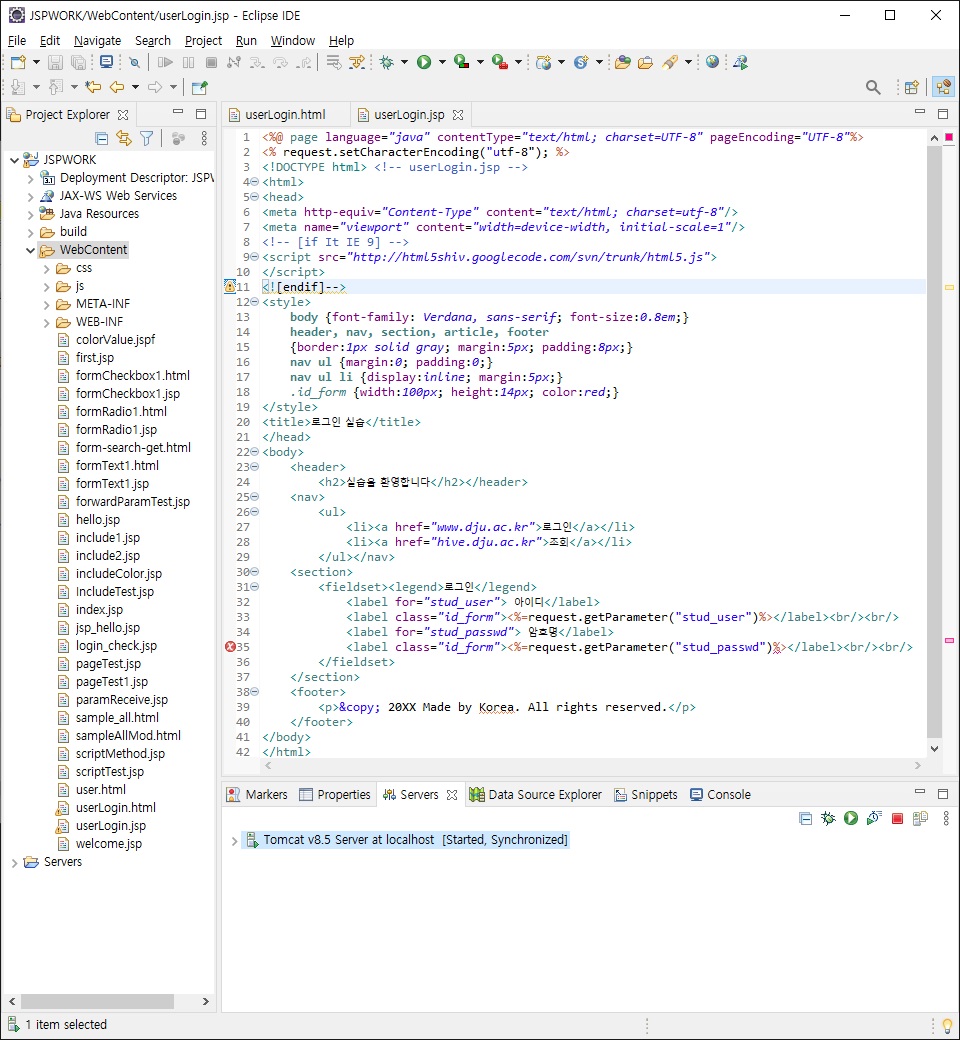 JSPWORK/WebContent/userLogin.jsp - Eclipse IDE
File Edit Navigate Search Project Run Window Help
Project Explorer
JSPWORK
Deployment Descriptor: JSPW
JAX-WS Web Services
Java Resources
build
WebContent
css
js
META-INF
WEB-INF
colorValue.jspf
first.jsp
formCheckbox1.html
formCheckbox1.jsp
formRadio1.html
formRadio1.jsp
form-search-get.html
formText1.html
formText1.jsp
forwardParamTest.jsp
hello.jsp
include1.jsp
include2.jsp
includeColor.jsp
IncludeTest.jsp
index.jsp
jsp_hello.jsp
login_check.jsp
pageTest.jsp
pageTest1.jsp
paramReceive.jsp
sample_all.html
sampleAllMod.html
scriptMethod.jsp
scriptTest.jsp
user.html
userLogin.html
userLogin.jsp
welcome.jsp
Servers
userLogin.html userLogin.jsp
1 <%@ page language="java" contentType="text/html; charset=UTF-8" pageEncoding="UTF-8"%>
2 <% request.setCharacterEncoding("utf-8"); %>
3 <!DOCTYPE html> <!-- userLogin.jsp -->
4 <html>
5 <head>
6 <meta http-equiv="Content-Type" content="text/html; charset=utf-8"/>
7 <meta name="viewport" content="width=device-width, initial-scale=1"/>
8 <!-- [if It IE 9] -->
9 <script src="http://html5shiv.googlecode.com/svn/trunk/html5.js">
10 </script>
11 <![endif]-->
12 <style>
13 body {font-family: Verdana, sans-serif; font-size:0.8em;}
14 header, nav, section, article, footer
15 {border:1px solid gray; margin:5px; padding:8px;}
16 nav ul {margin:0; padding:0;}
17 nav ul li {display:inline; margin:5px;}
18 .id_form {width:100px; height:14px; color:red;}
19 </style>
20 <title>로그인 실습</title>
21 </head>
22 <body>
23 <header>
24 <h2>실습을 환영합니다</h2></header>
25 <nav>
26 <ul>
27 <li><a href="www.dju.ac.kr">로그인</a></li>
28 <li><a href="hive.dju.ac.kr">조회</a></li>
29 </ul></nav>
30 <section>
31 <fieldset><legend>로그인</legend>
32 <label for="stud_user"> 아이디</label>
33 <label class="id_form"><%=request.getParameter("stud_user")%></label><br/><br/>
34 <label for="stud_passwd"> 암호명</label>
35 <label class="id_form"><%=request.getParameter("stud_passwd")%></label><br/><br/>
36 </fieldset>
37 </section>
38 <footer>
39 <p>&copy; 20XX Made by Korea. All rights reserved.</p>
40 </footer>
41 </body>
42 </html>
Markers Properties Servers Data Source Explorer Snippets Console
Tomcat v8.5 Server at localhost [Started, Synchronized]
1 item selected